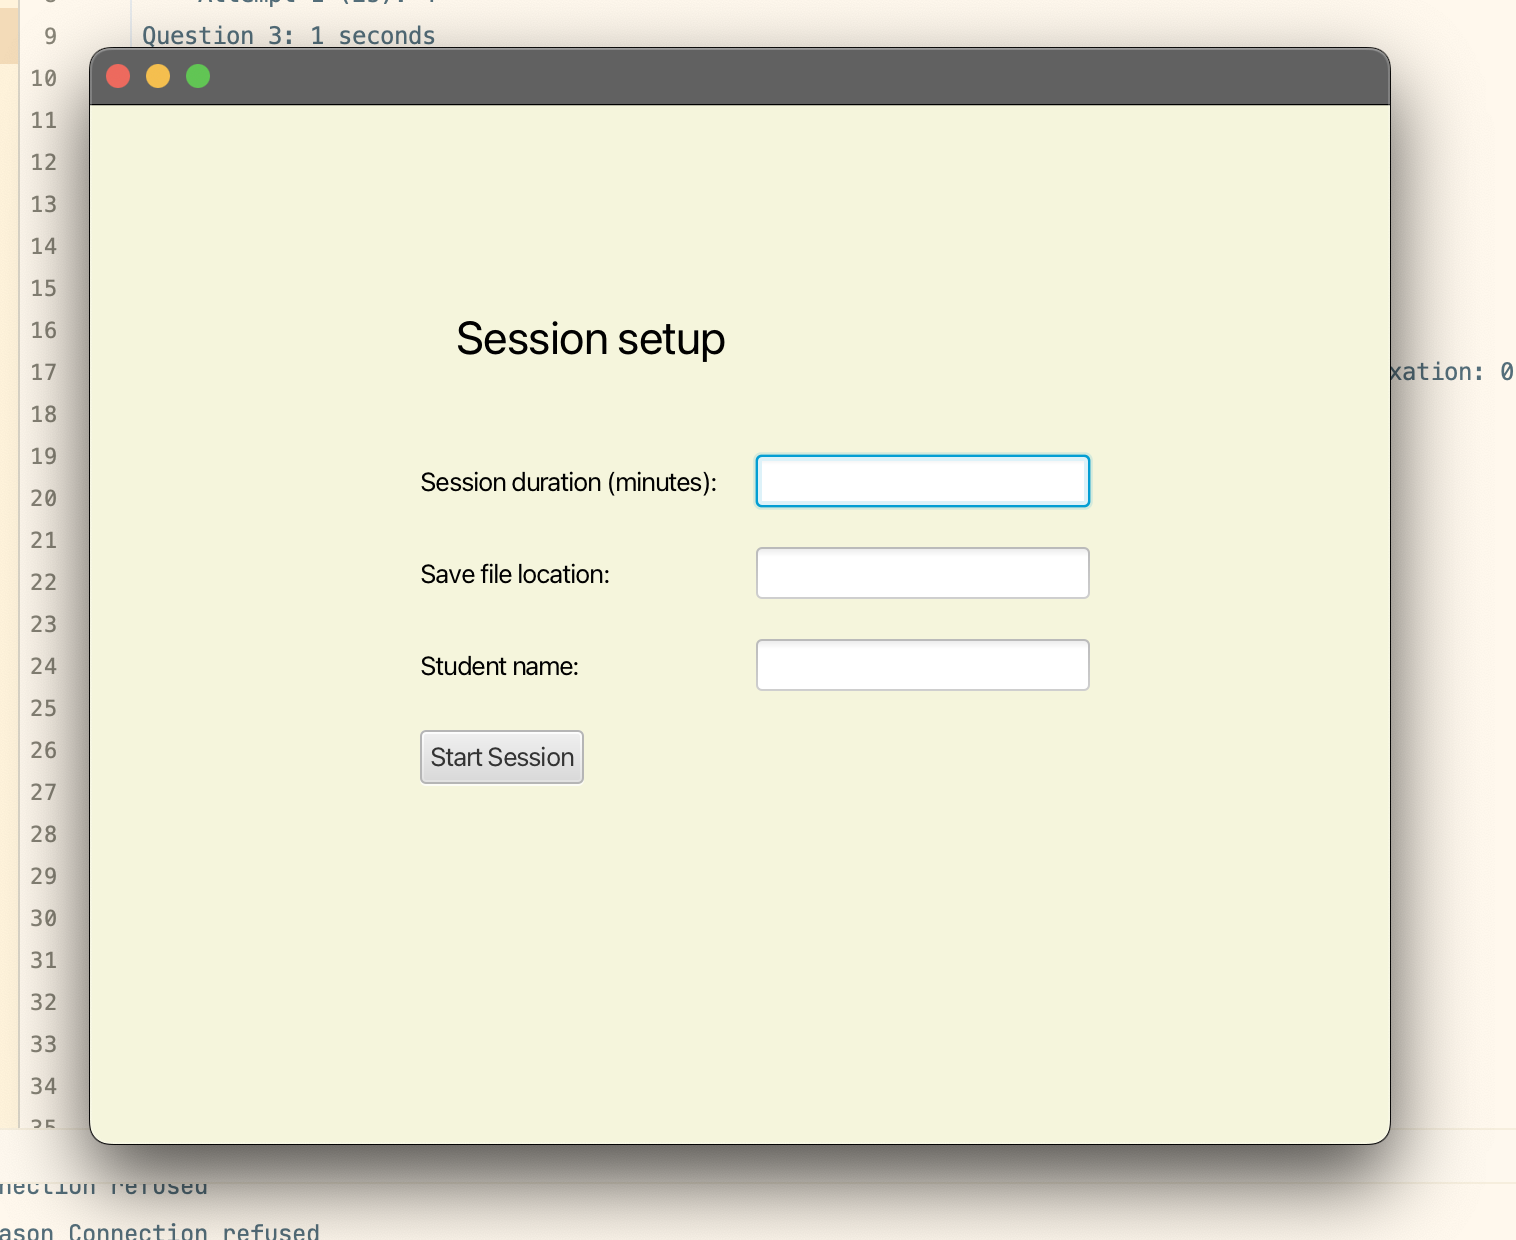 9 Question 3: 1 seconds
10
11
12
13
14
15
16
Session setup
17 xation: 0
18
19
Session duration (minutes):
20
21
22
Save file location:
23
24
Student name:
25
26
Start Session
27
28
29
30
31
32
33
34
35
nection refused
ason Connection refused